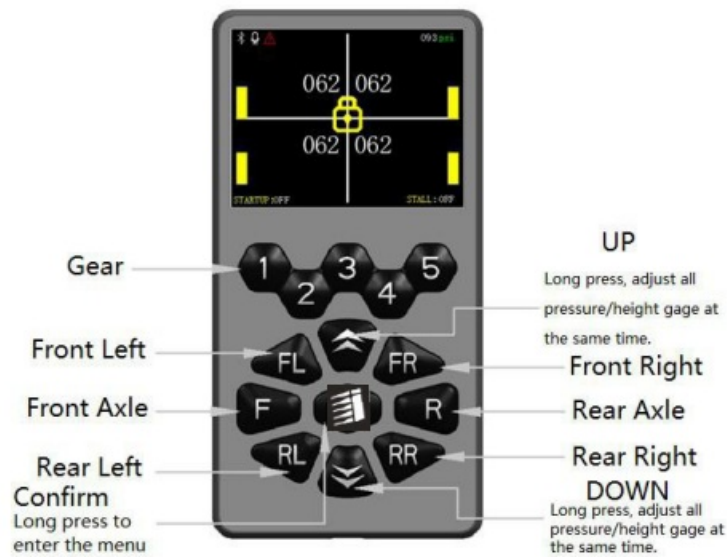 093 psi
062 062
062 062
STARTUP:OFF STALL:OFF
Gear
1 2 3 4 5
UP
Long press, adjust all
pressure/height gage at
the same time.
Front Left
FL
FR
Front Right
Front Axle
F
R
Rear Axle
Rear Left
RL
RR
Rear Right
Confirm
Long press to
enter the menu
DOWN
Long press, adjust all
pressure/height gage at
the same time.